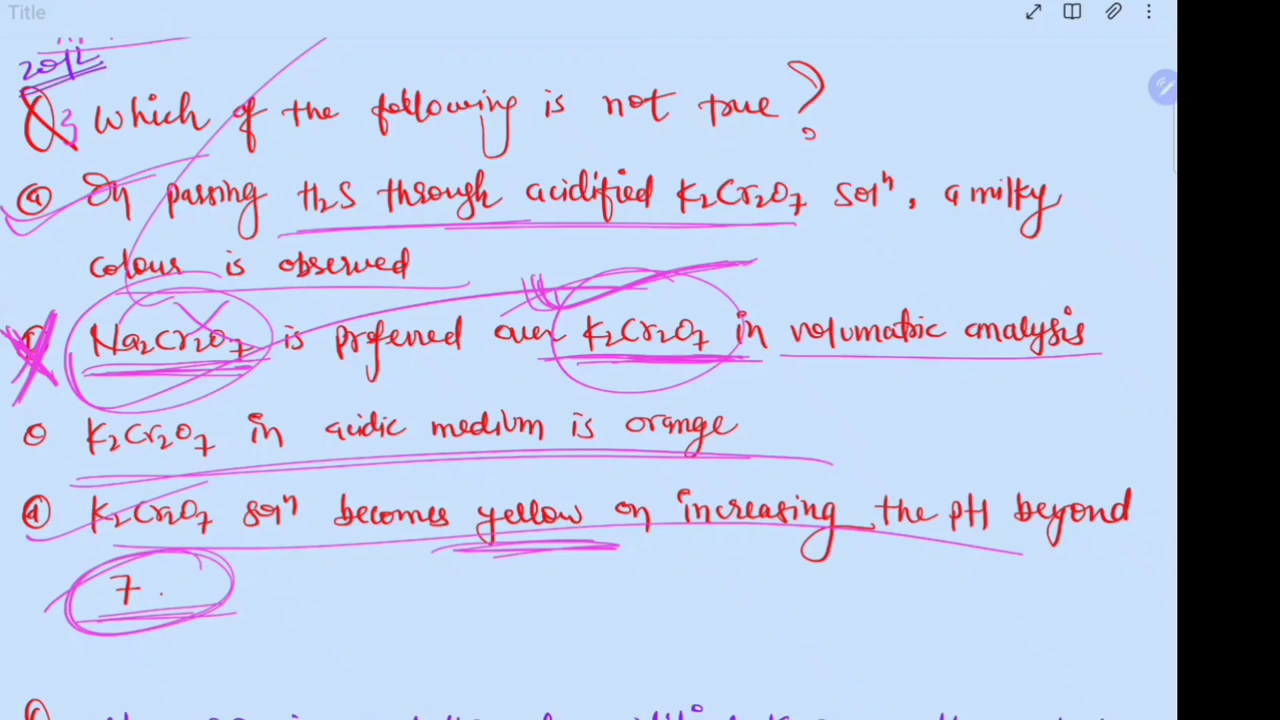 Title
2012
Q3 Which of the following is not true?
(a) On passing H2S through acidified K2Cr2O7 solⁿ, a milky
colour is observed
Na2Cr2O7 is preferred over K2Cr2O7 in volumatric analysis
(c) K2Cr2O7 in acidic medium is orange
(d) K2Cr2O7 solⁿ becomes yellow on increasing the pH beyond
7.